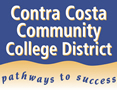 Contra Costa
Community
College District
pathways to success